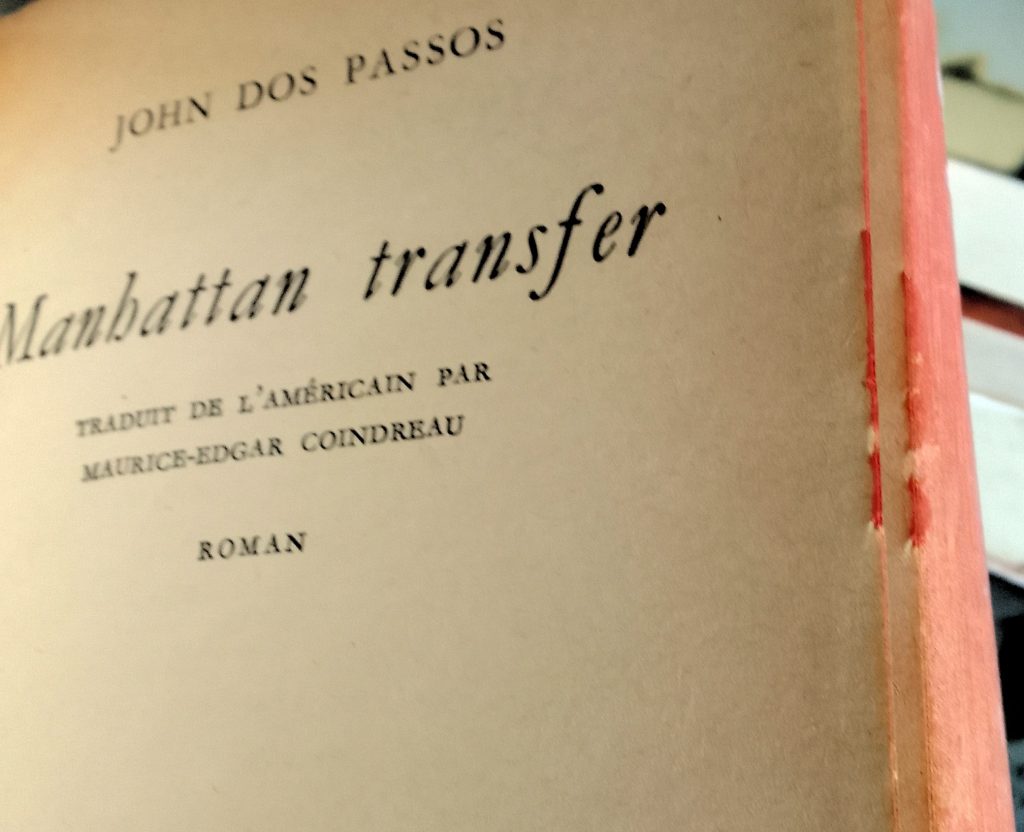 JOHN DOS PASSOS
Manhattan transfer
TRADUIT DE L'AMÉRICAIN PAR
MAURICE-EDGAR COINDREAU
ROMAN